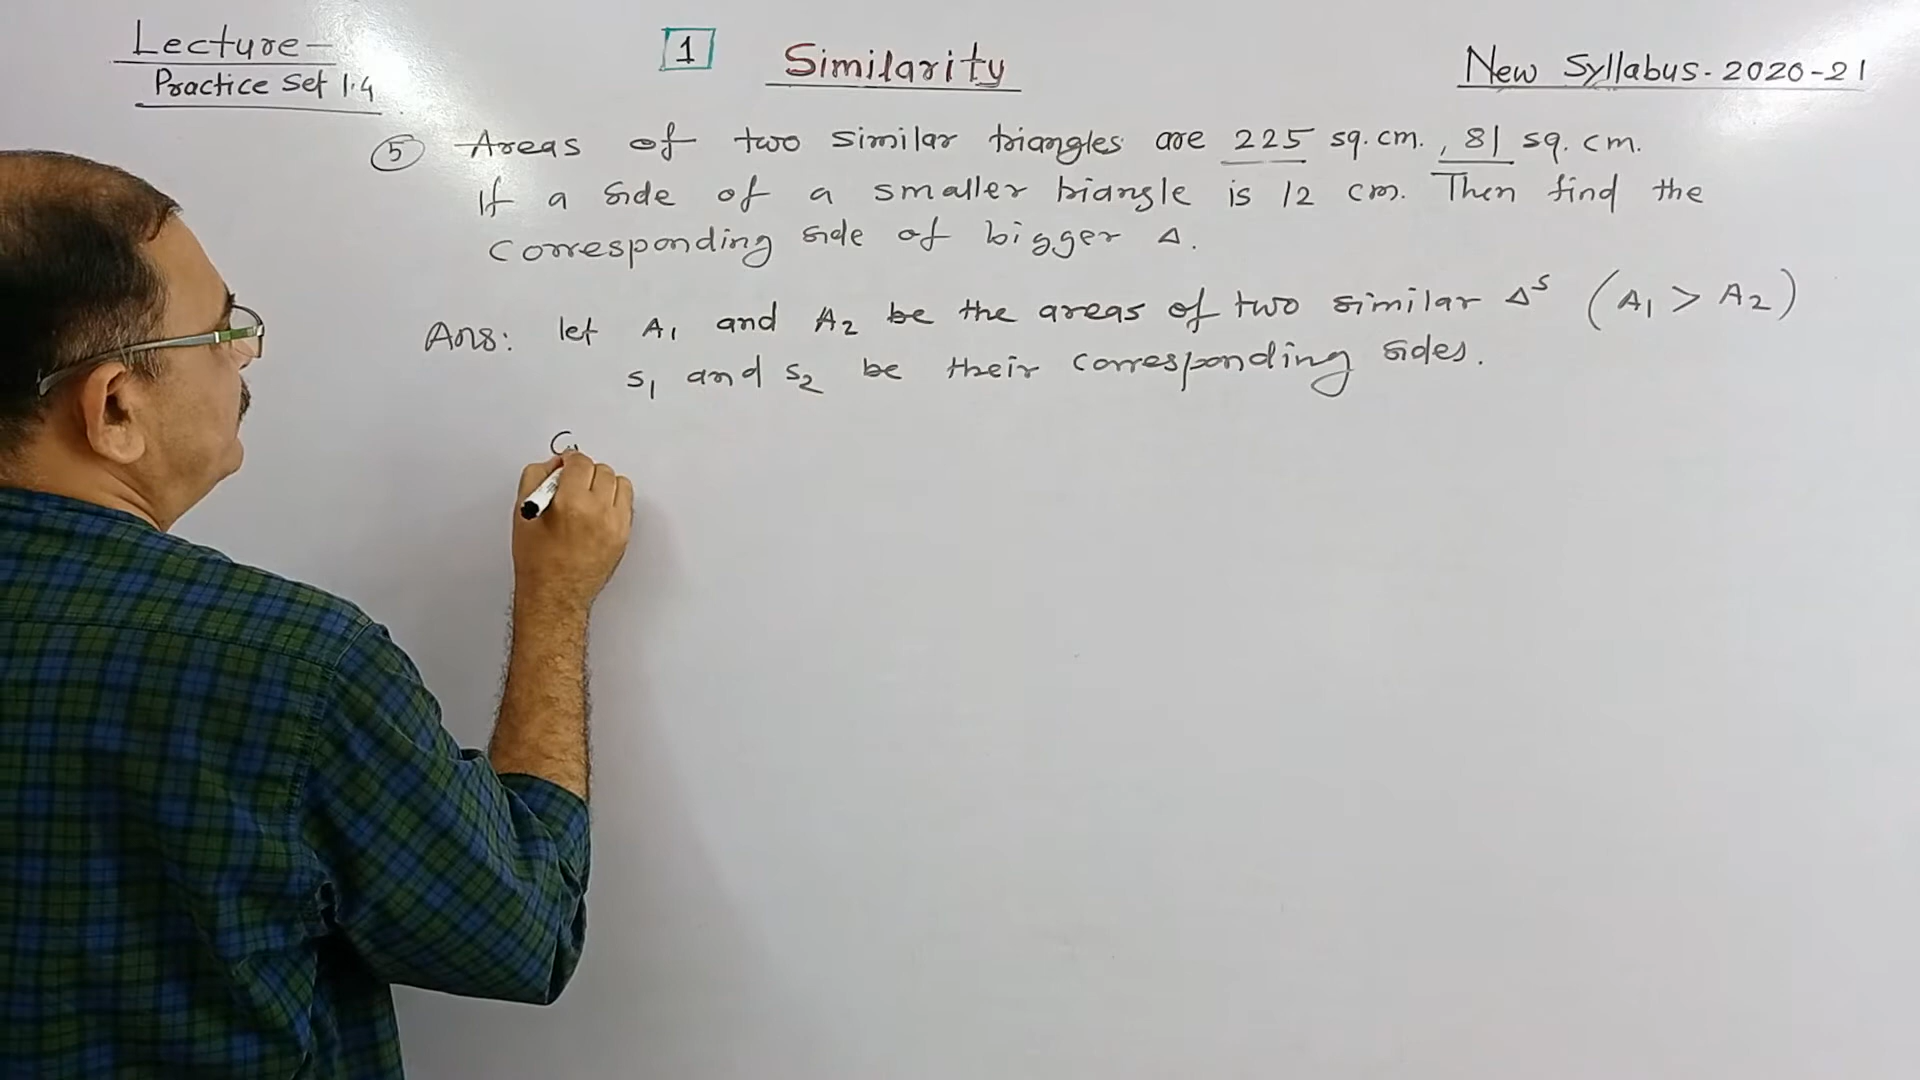 Lecture-
Practice set 1.4
1 Similarity
New Syllabus. 2020-21
5 Areas of two similar triangles are 225 sq.cm. , 81 sq. cm.
If a side of a smaller triangle is 12 cm. Then find the
corresponding side of bigger Δ.
Ans: let A₁ and A₂ be the areas of two similar Δˢ (A₁ > A₂)
s₁ and s₂ be their corresponding sides.